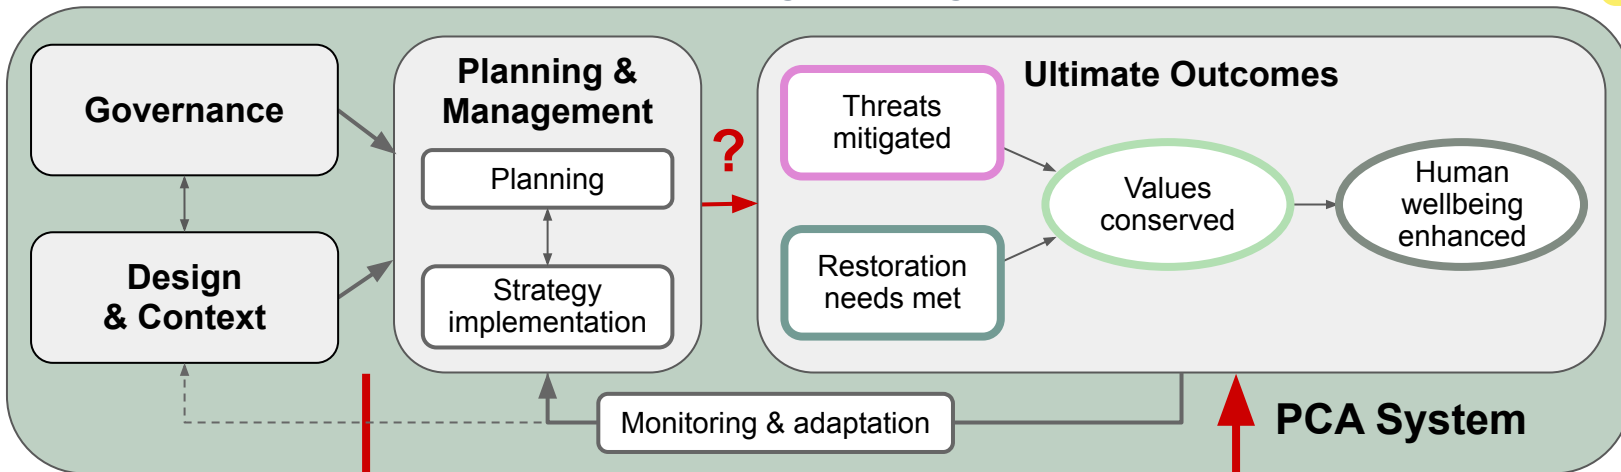 Governance
Design
& Context
Planning &
Management
Planning
Strategy
implementation
?
Ultimate Outcomes
Threats
mitigated
Restoration
needs met
Values
conserved
Human
wellbeing
enhanced
Monitoring & adaptation
PCA System